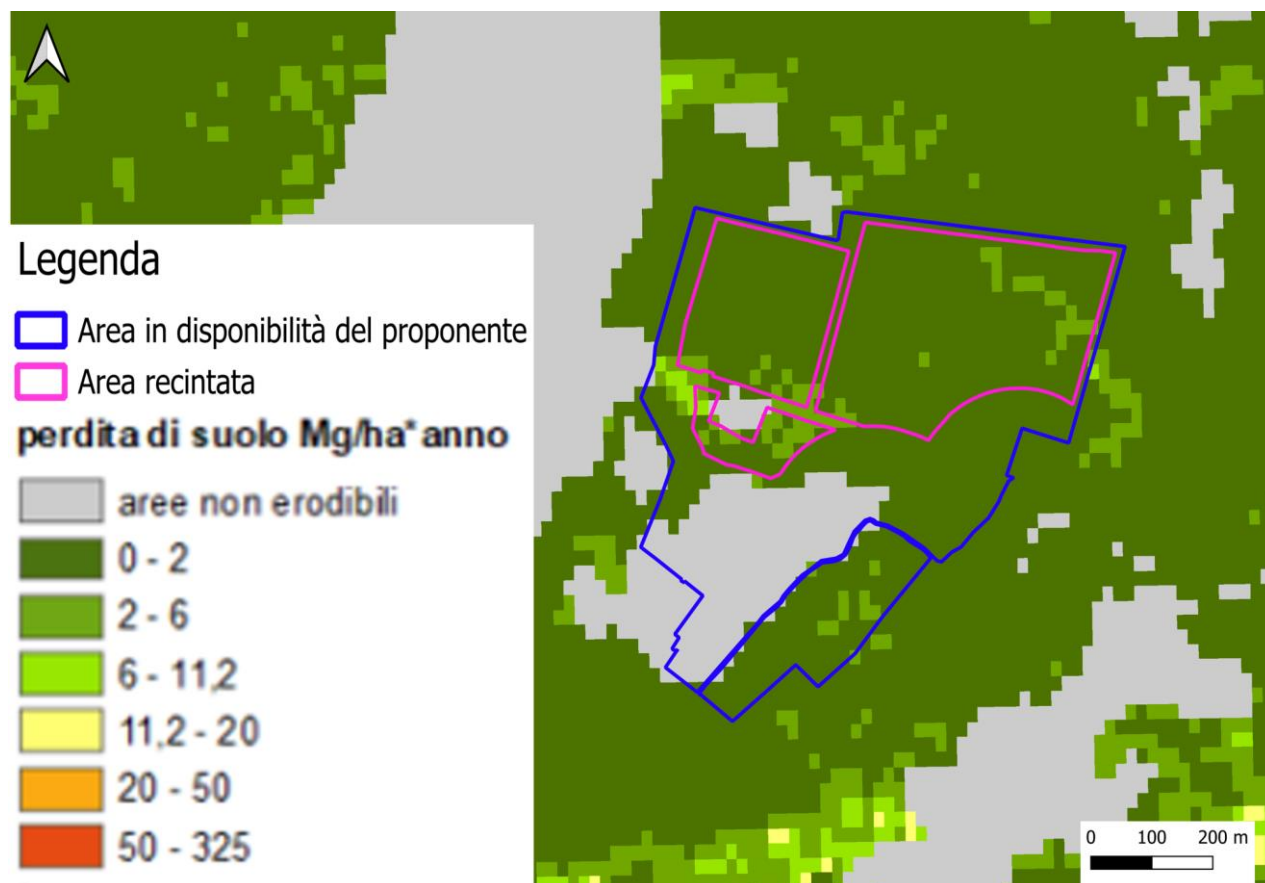 Legenda
Area in disponibilità del proponente
Area recintata
perdita di suolo Mg/ha*anno
aree non erodibili
0 - 2
2 - 6
6 - 11,2
11,2 - 20
20 - 50
50 - 325
0 100 200 m